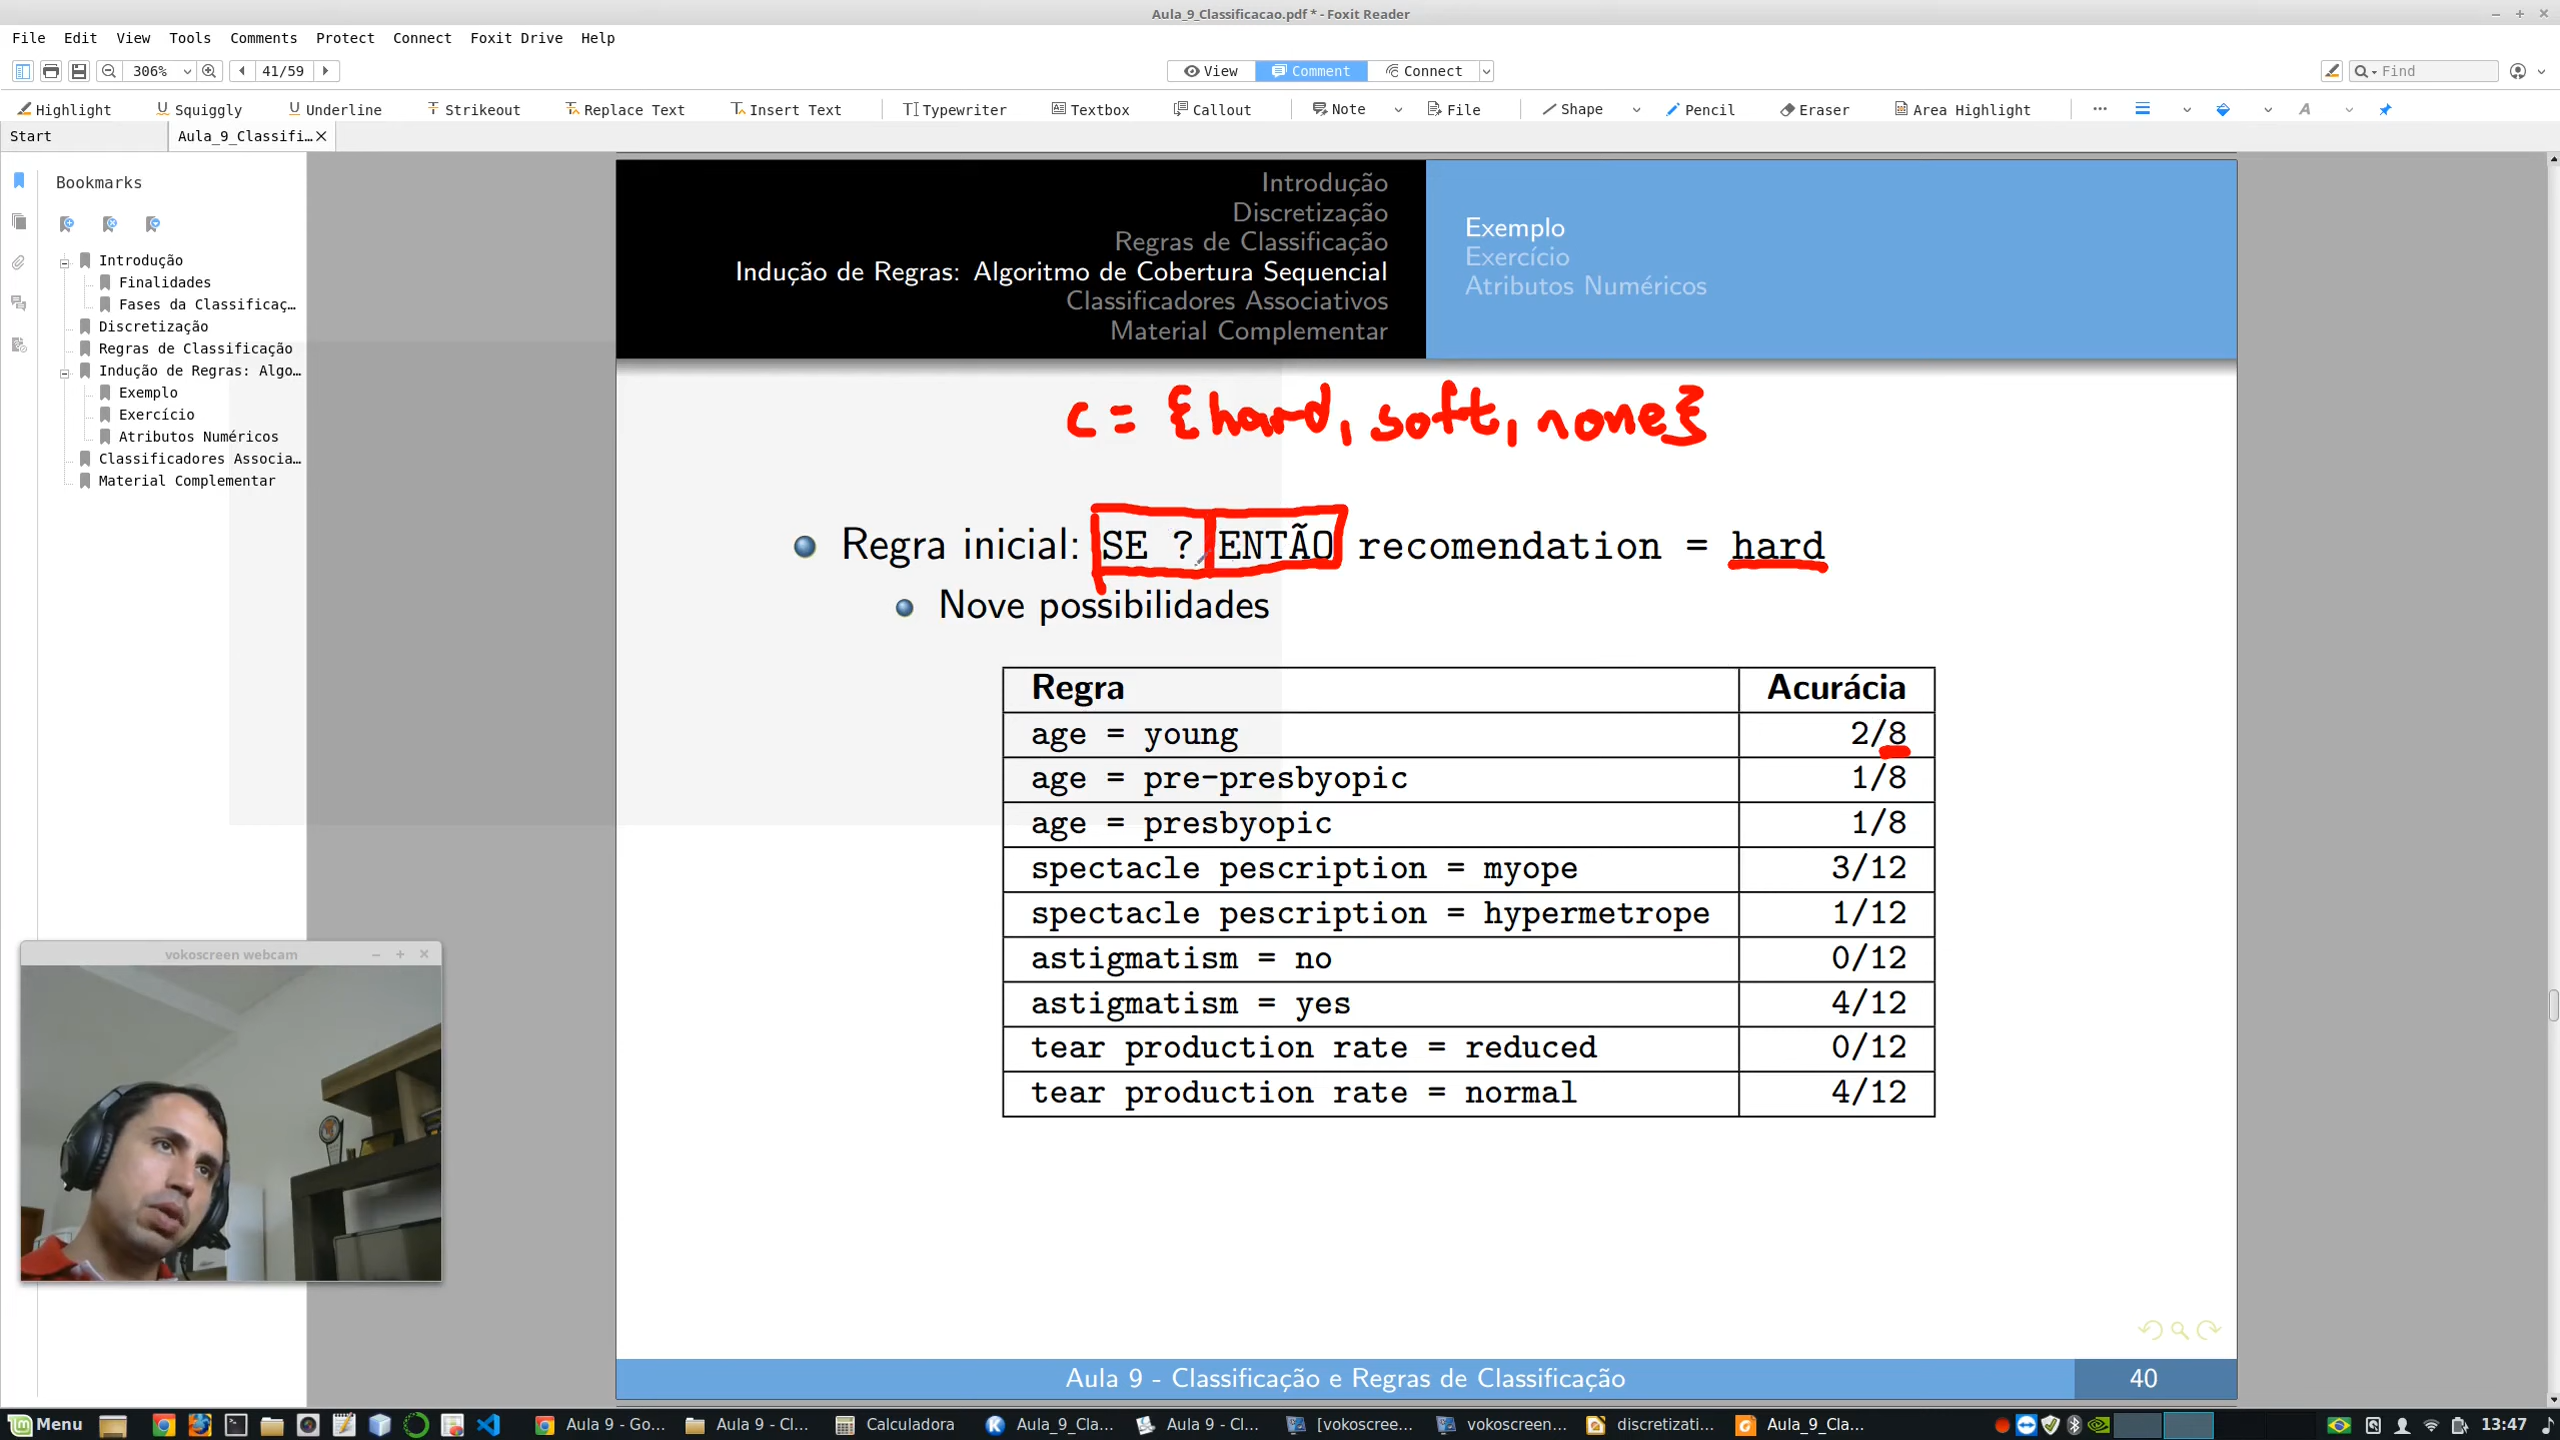 Aula_9_Classificacao.pdf * - Foxit Reader
File Edit View Tools Comments Protect Connect Foxit Drive Help
306% 41/59 View Comment Connect Find
Highlight Squiggly Underline Strikeout Replace Text Insert Text Typewriter Textbox Callout Note File Shape Pencil Eraser Area Highlight ... A
Start Aula_9_Classifi...
Bookmarks
Introdução
Finalidades
Fases da Classificaç...
Discretização
Regras de Classificação
Indução de Regras: Algo...
Exemplo
Exercício
Atributos Numéricos
Classificadores Associa...
Material Complementar
Introdução
Discretização
Regras de Classificação
Indução de Regras: Algoritmo de Cobertura Sequencial
Classificadores Associativos
Material Complementar
Exemplo
Exercício
Atributos Numéricos
c = {hard, soft, none}
Regra inicial: SE ? ENTÃO recomendation = hard
Nove possibilidades
Regra Acurácia
age = young 2/8
age = pre-presbyopic 1/8
age = presbyopic 1/8
spectacle pescription = myope 3/12
spectacle pescription = hypermetrope 1/12
astigmatism = no 0/12
astigmatism = yes 4/12
tear production rate = reduced 0/12
tear production rate = normal 4/12
vokoscreen webcam
Aula 9 - Classificação e Regras de Classificação 40
Menu Aula 9 - Go... Aula 9 - Cl... Calculadora Aula_9_Cla... Aula 9 - Cl... [vokoscree... vokoscreen... discretizati... Aula_9_Cla... 13:47